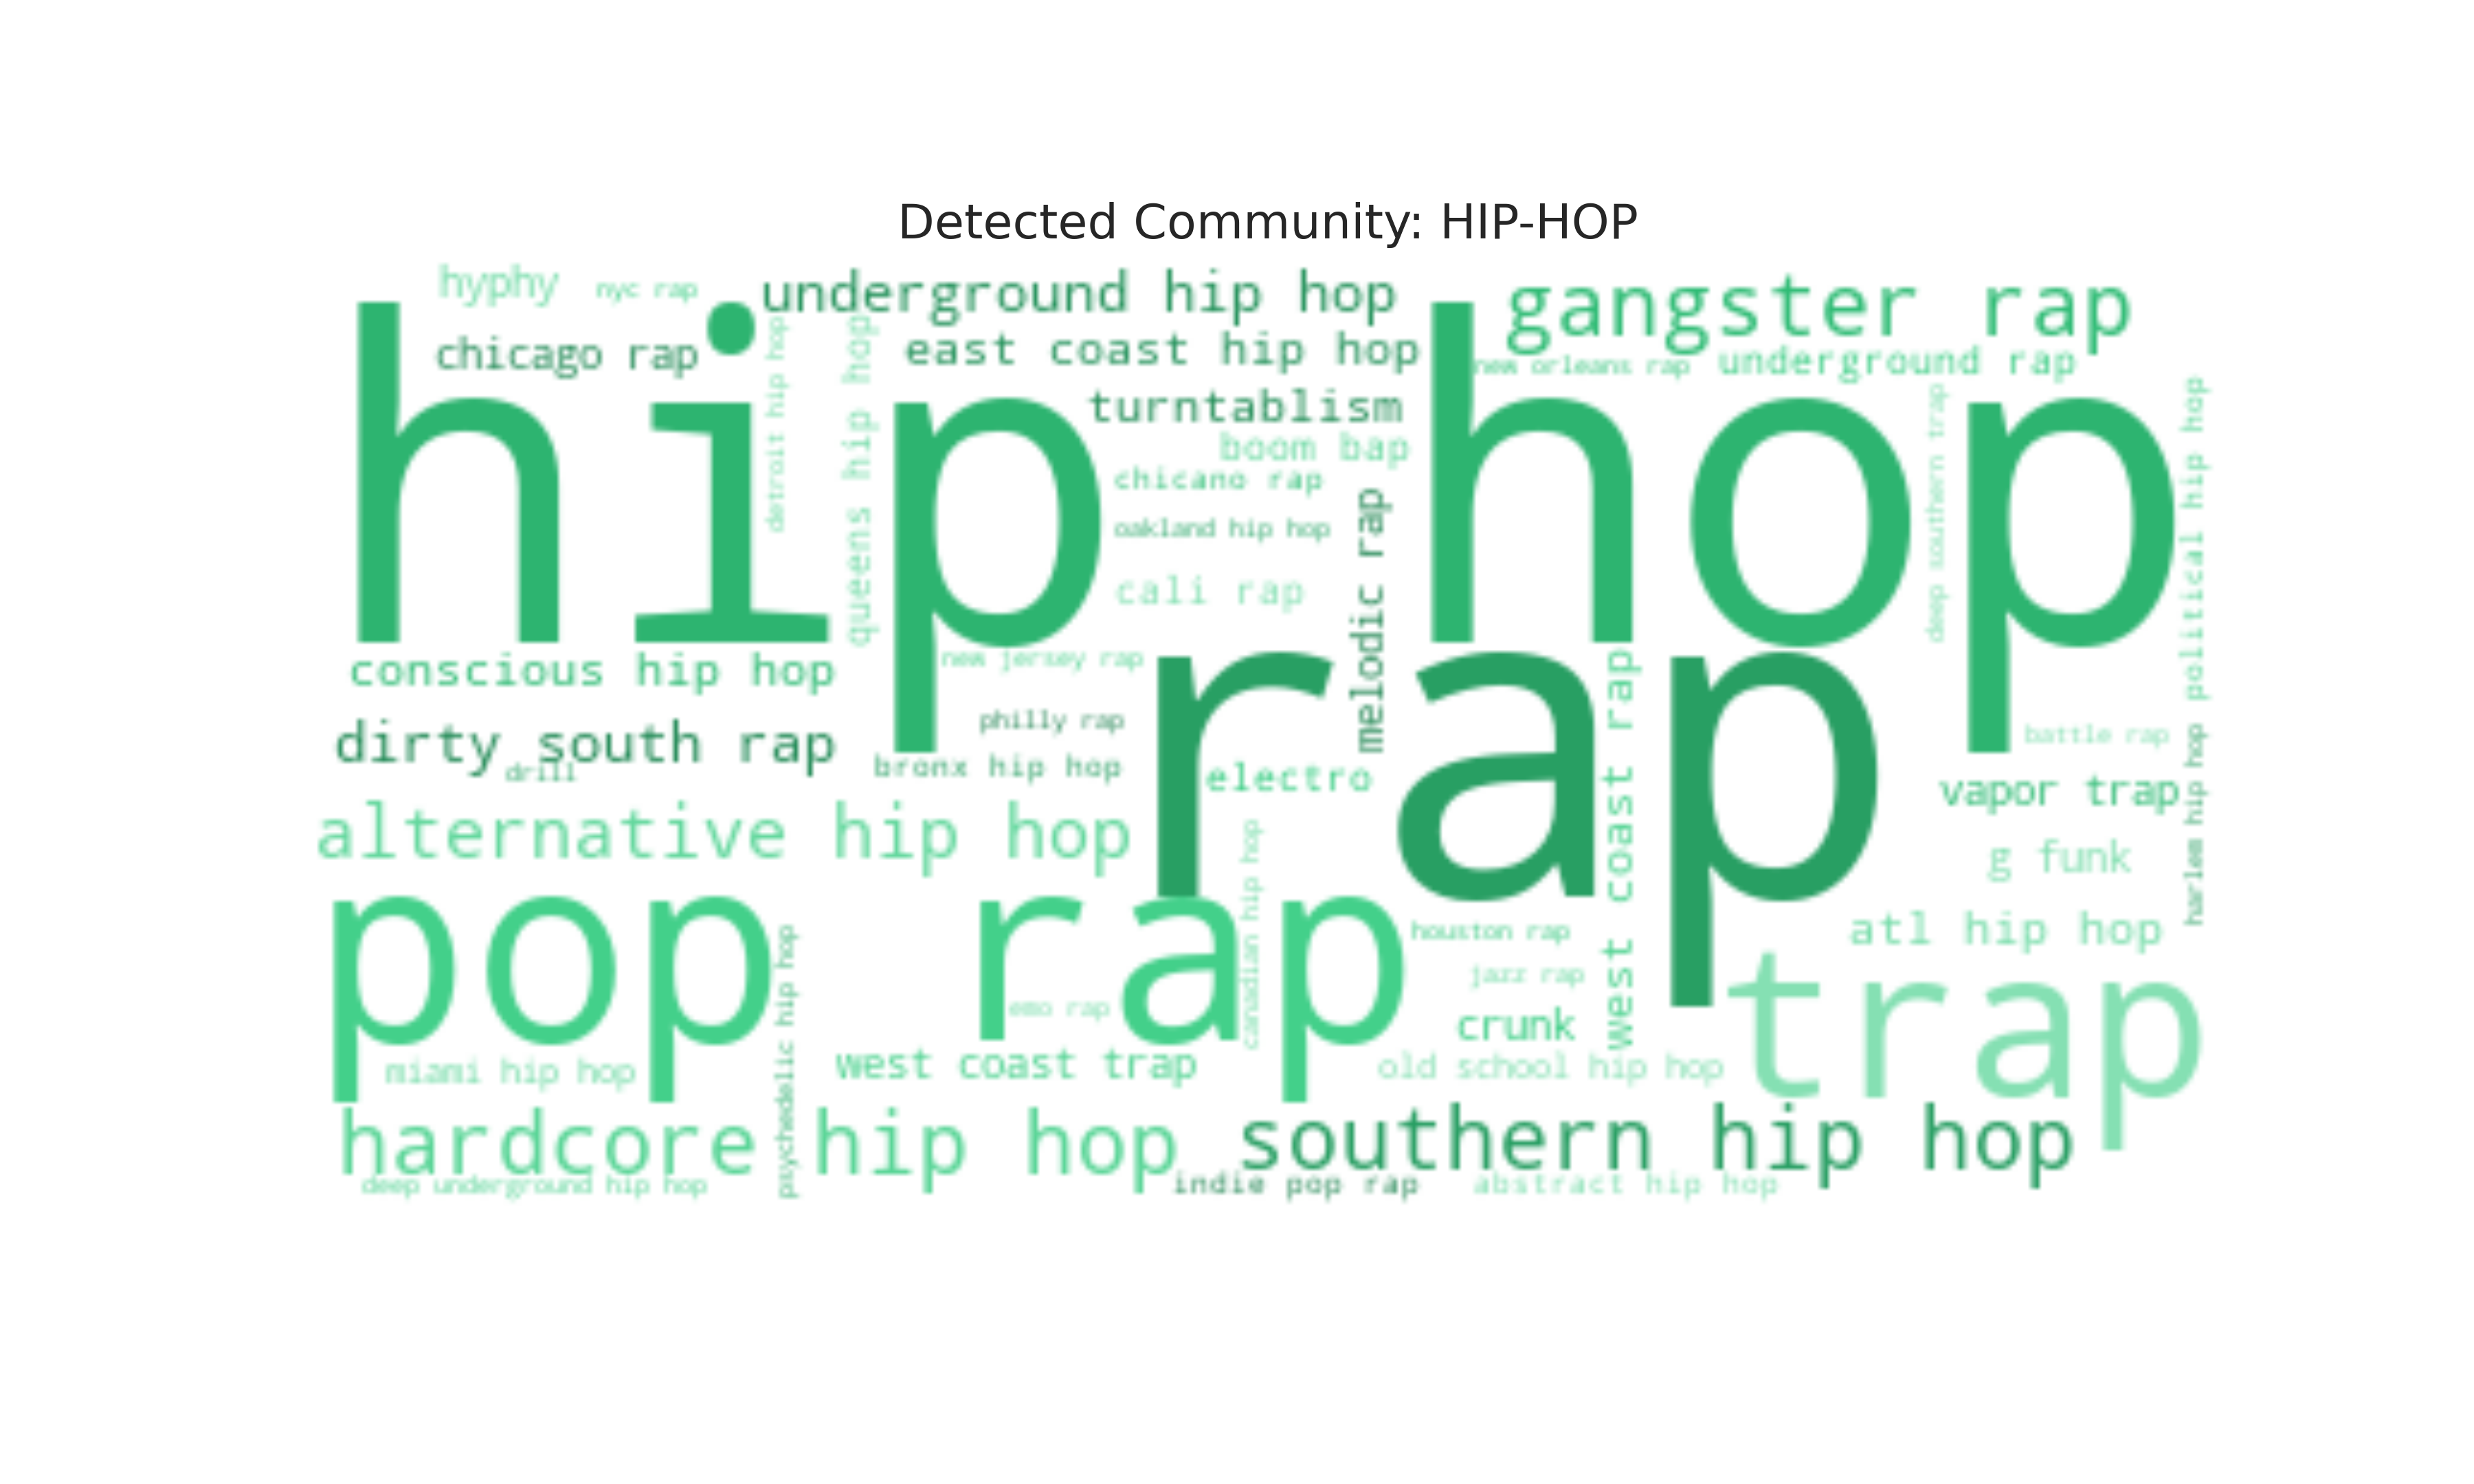 Detected Community: HIP-HOP
hyphy
nyc rap
underground hip hop
gangster rap
chicago rap
east coast hip hop
new orleans rap
underground rap
hip hop
detroit hip hop
queens hip hop
turntablism
boom bap
chicano rap
oakland hip hop
cali rap
melodic rap
deep southern trap
political hip hop
conscious hip hop
new jersey rap
rap
west coast rap
dirty south rap
drill
philly rap
bronx hip hop
electro
battle rap
vapor trap
harlem hip hop
alternative hip hop
canadian hip hop
g funk
pop rap
psychedelic hip hop
emo rap
houston rap
jazz rap
atl hip hop
trap
crunk
miami hip hop
west coast trap
old school hip hop
hardcore hip hop
southern hip hop
deep underground hip hop
indie pop rap
abstract hip hop